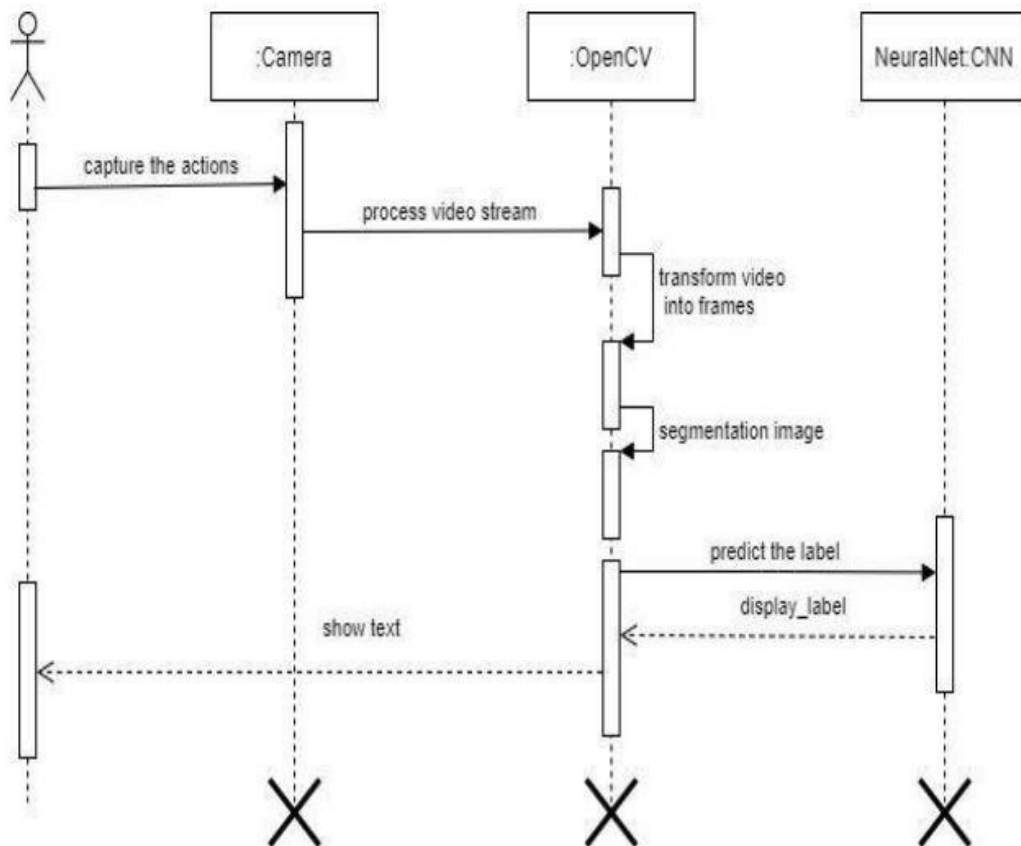 :Camera
:OpenCV
NeuralNet:CNN
capture the actions
process video stream
transform video
into frames
segmentation image
predict the label
display_label
show text